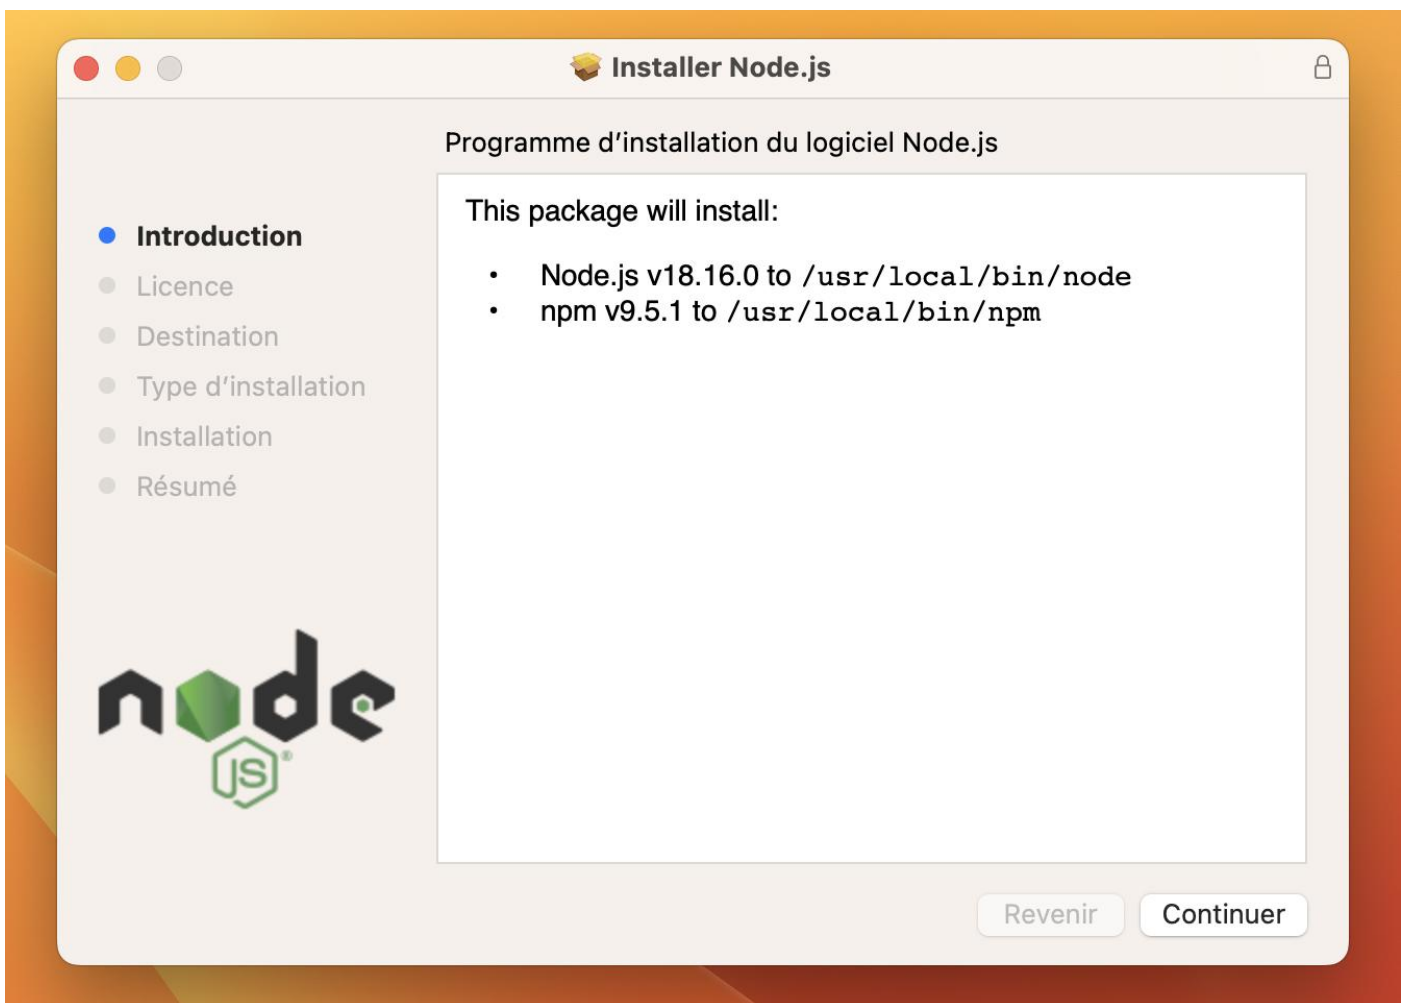 Installer Node.js
Programme d’installation du logiciel Node.js
This package will install:
• Node.js v18.16.0 to /usr/local/bin/node
• npm v9.5.1 to /usr/local/bin/npm
Introduction
Licence
Destination
Type d’installation
Installation
Résumé
node
JS®
Revenir
Continuer